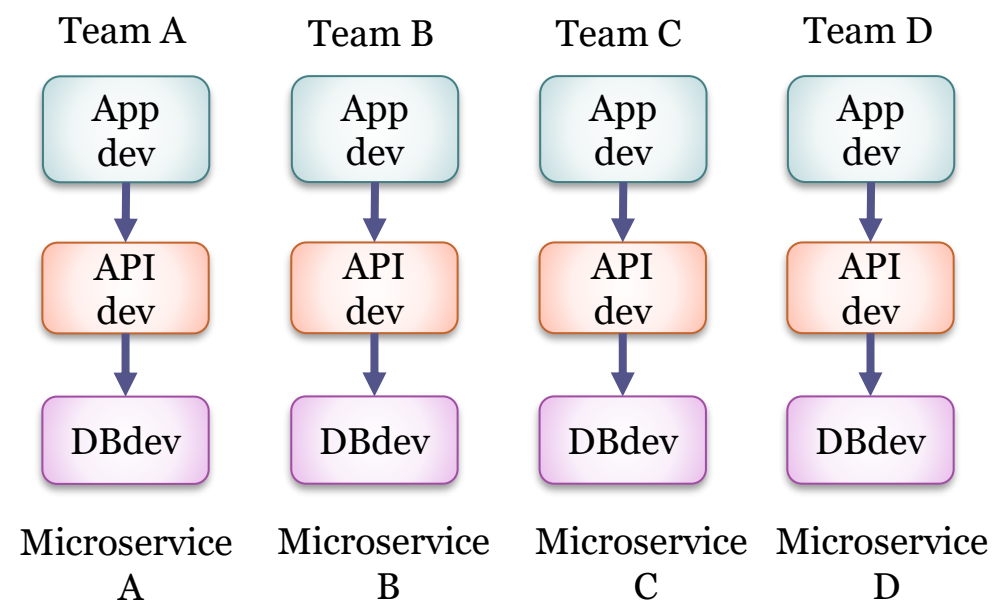 Team A
Team B
Team C
Team D
App
dev
App
dev
App
dev
App
dev
API
dev
API
dev
API
dev
API
dev
DBdev
DBdev
DBdev
DBdev
Microservice
A
Microservice
B
Microservice
C
Microservice
D